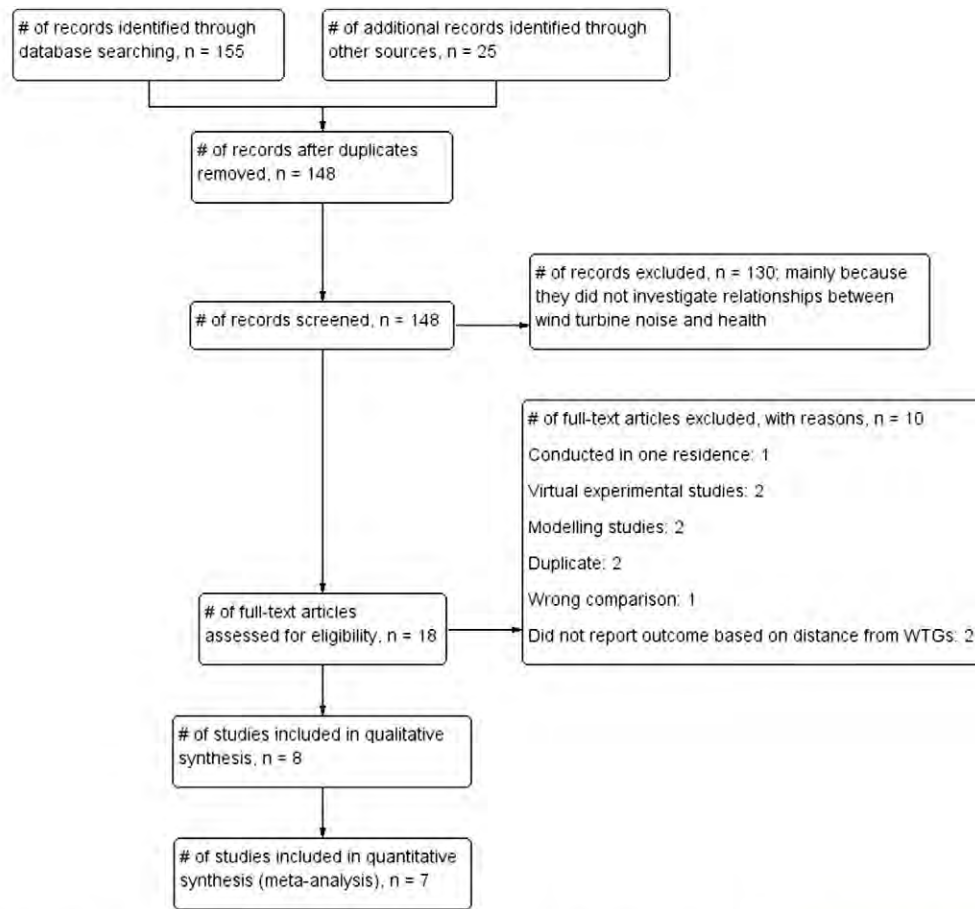 # of records identified through
database searching, n = 155
# of additional records identified through
other sources, n = 25
# of records after duplicates
removed, n = 148
# of records screened, n = 148
# of records excluded, n = 130; mainly because
they did not investigate relationships between
wind turbine noise and health
# of full-text articles
assessed for eligibility, n = 18
# of full-text articles excluded, with reasons, n = 10
Conducted in one residence: 1
Virtual experimental studies: 2
Modelling studies: 2
Duplicate: 2
Wrong comparison: 1
Did not report outcome based on distance from WTGs: 2
# of studies included in qualitative
synthesis, n = 8
# of studies included in quantitative
synthesis (meta-analysis), n = 7